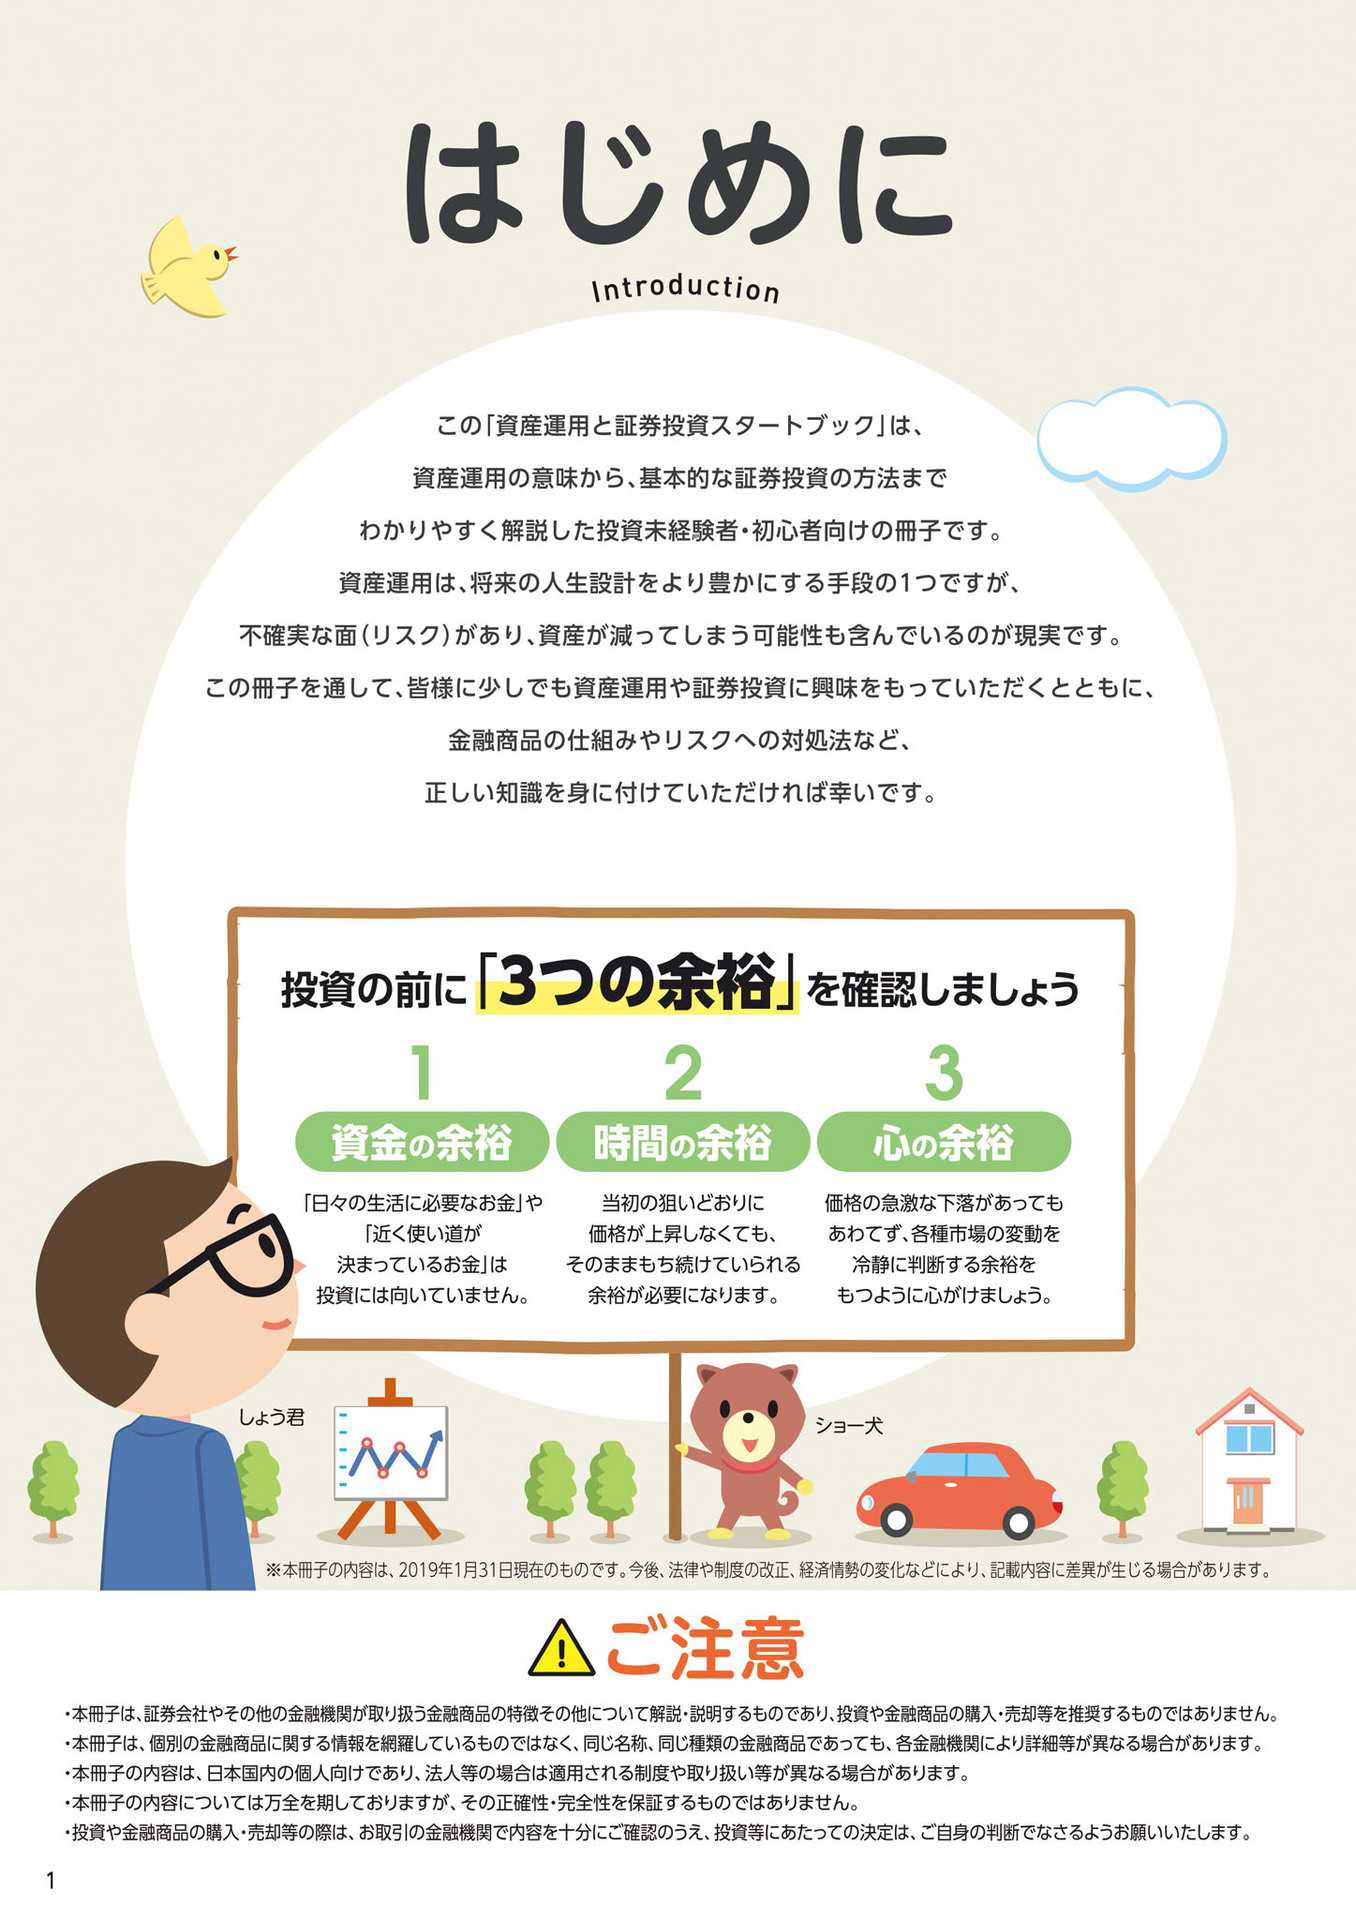 はじめに
Introduction
この「資産運用と証券投資スタートブック」は、
資産運用の意味から、基本的な証券投資の方法まで
わかりやすく解説した投資未経験者・初心者向けの冊子です。
資産運用は、将来の人生設計をより豊かにする手段の1つですが、
不確実な面（リスク）があり、資産が減ってしまう可能性も含んでいるのが現実です。
この冊子を通して、皆様に少しでも資産運用や証券投資に興味をもっていただくとともに、
金融商品の仕組みやリスクへの対処法など、
正しい知識を身に付けていただければ幸いです。
投資の前に「3つの余裕」を確認しましょう
1
資金の余裕
「日々の生活に必要なお金」や
「近く使い道が
決まっているお金」は
投資には向いていません。
2
時間の余裕
当初の狙いどおりに
価格が上昇しなくても、
そのままもち続けていられる
余裕が必要になります。
3
心の余裕
価格の急激な下落があっても
あわてず、各種市場の変動を
冷静に判断する余裕を
もつように心がけましょう。
しょう君
ショー犬
※本冊子の内容は、2019年1月31日現在のものです。今後、法律や制度の改正、経済情勢の変化などにより、記載内容に差異が生じる場合があります。
ご注意
・本冊子は、証券会社やその他の金融機関が取り扱う金融商品の特徴その他について解説・説明するものであり、投資や金融商品の購入・売却等を推奨するものではありません。
・本冊子は、個別の金融商品に関する情報を網羅しているものではなく、同じ名称、同じ種類の金融商品であっても、各金融機関により詳細等が異なる場合があります。
・本冊子の内容は、日本国内の個人向けであり、法人等の場合は適用される制度や取り扱い等が異なる場合があります。
・本冊子の内容については万全を期しておりますが、その正確性・完全性を保証するものではありません。
・投資や金融商品の購入・売却等の際は、お取引の金融機関で内容を十分にご確認のうえ、投資等にあたっての決定は、ご自身の判断でなさるようお願いいたします。
1